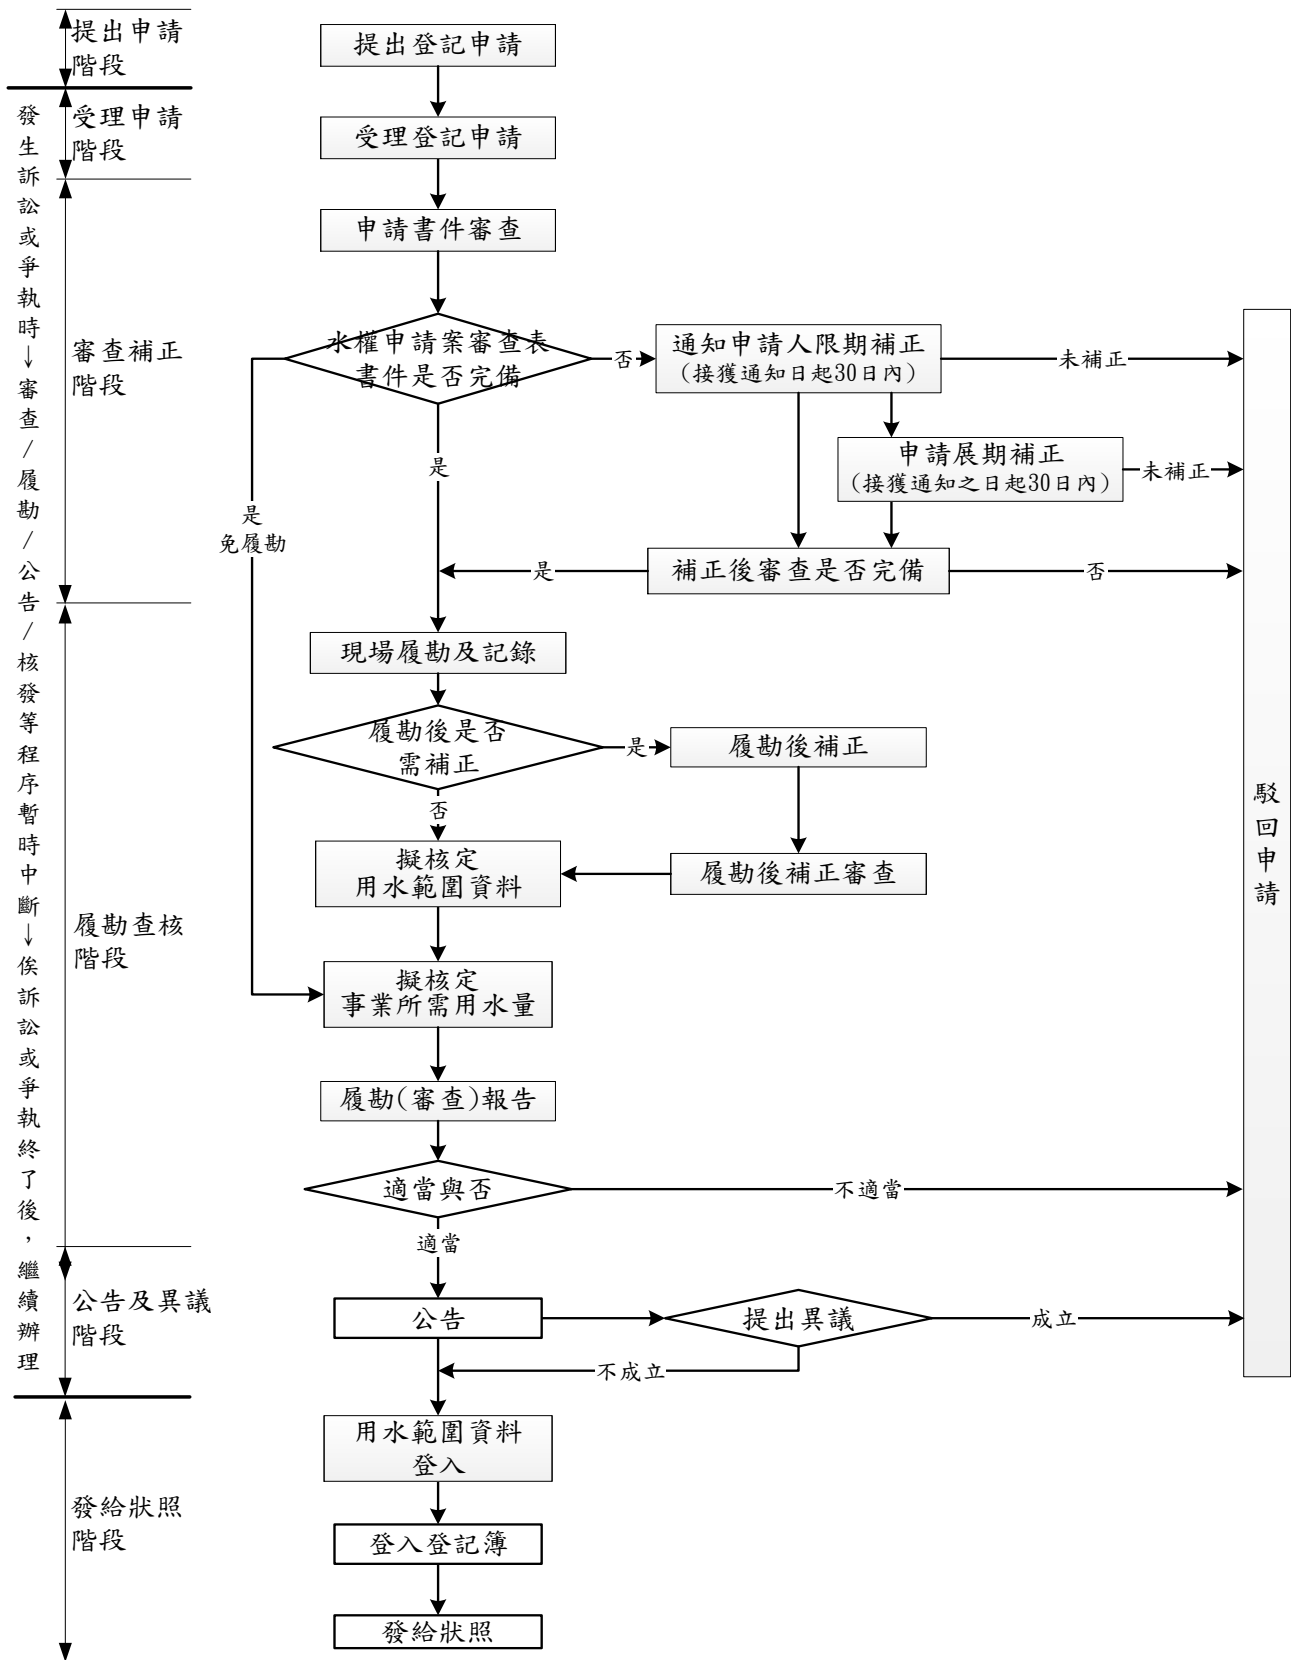 提出申請
階段
受理申請
階段
審查補正
階段
履勘查核
階段
公告及異議
階段
發給狀照
階段
發生訴訟或爭執時→審查/履勘/公告/核發等程序暫時中斷→俟訴訟或爭執終了後,繼續辦理
提出登記申請
受理登記申請
申請書件審查
水權申請案審查表
書件是否完備
否
通知申請人限期補正
(接獲通知日起30日內)
未補正
申請展期補正
(接獲通知之日起30日內)
未補正
是
是
免履勘
補正後審查是否完備
是
否
現場履勘及記錄
履勘後是否
需補正
是
履勘後補正
否
擬核定
用水範圍資料
履勘後補正審查
擬核定
事業所需用水量
履勘(審查)報告
適當與否
不適當
適當
公告
提出異議
成立
不成立
用水範圍資料
登入
登入登記簿
發給狀照
駁回申請